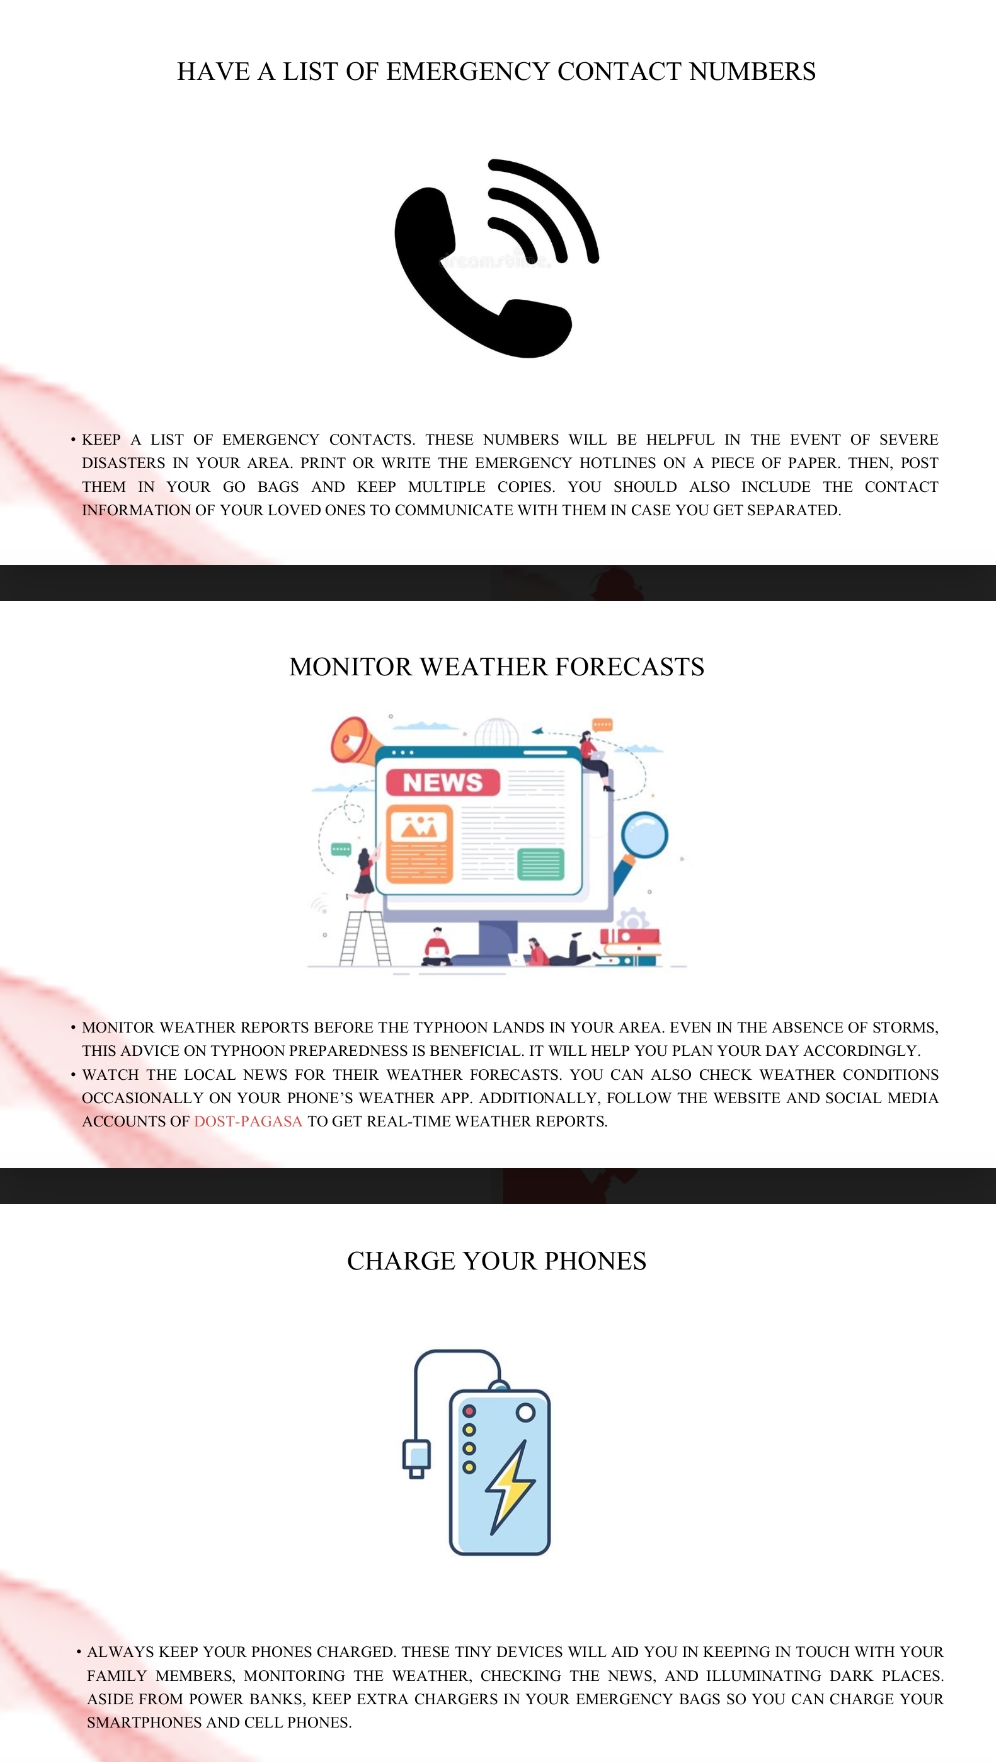 HAVE A LIST OF EMERGENCY CONTACT NUMBERS
dreamstime.
• KEEP A LIST OF EMERGENCY CONTACTS. THESE NUMBERS WILL BE HELPFUL IN THE EVENT OF SEVERE
DISASTERS IN YOUR AREA. PRINT OR WRITE THE EMERGENCY HOTLINES ON A PIECE OF PAPER. THEN, POST
THEM IN YOUR GO BAGS AND KEEP MULTIPLE COPIES. YOU SHOULD ALSO INCLUDE THE CONTACT
INFORMATION OF YOUR LOVED ONES TO COMMUNICATE WITH THEM IN CASE YOU GET SEPARATED.
MONITOR WEATHER FORECASTS
NEWS
• MONITOR WEATHER REPORTS BEFORE THE TYPHOON LANDS IN YOUR AREA. EVEN IN THE ABSENCE OF STORMS,
THIS ADVICE ON TYPHOON PREPAREDNESS IS BENEFICIAL. IT WILL HELP YOU PLAN YOUR DAY ACCORDINGLY.
• WATCH THE LOCAL NEWS FOR THEIR WEATHER FORECASTS. YOU CAN ALSO CHECK WEATHER CONDITIONS
OCCASIONALLY ON YOUR PHONE’S WEATHER APP. ADDITIONALLY, FOLLOW THE WEBSITE AND SOCIAL MEDIA
ACCOUNTS OF DOST-PAGASA TO GET REAL-TIME WEATHER REPORTS.
CHARGE YOUR PHONES
• ALWAYS KEEP YOUR PHONES CHARGED. THESE TINY DEVICES WILL AID YOU IN KEEPING IN TOUCH WITH YOUR
FAMILY MEMBERS, MONITORING THE WEATHER, CHECKING THE NEWS, AND ILLUMINATING DARK PLACES.
ASIDE FROM POWER BANKS, KEEP EXTRA CHARGERS IN YOUR EMERGENCY BAGS SO YOU CAN CHARGE YOUR
SMARTPHONES AND CELL PHONES.